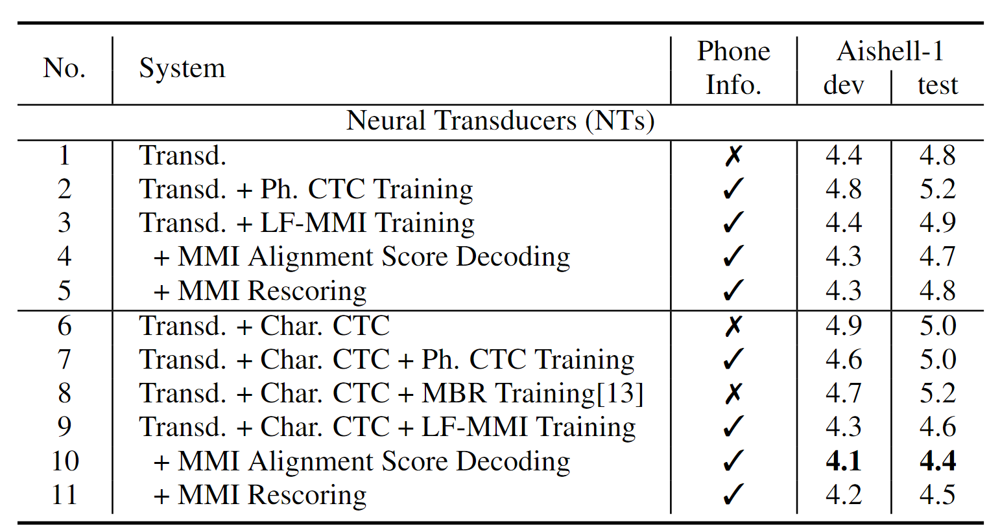 No. System Phone Info. Aishell-1
dev test
Neural Transducers (NTs)
1 Transd. ✗ 4.4 4.8
2 Transd. + Ph. CTC Training ✓ 4.8 5.2
3 Transd. + LF-MMI Training ✓ 4.4 4.9
4 + MMI Alignment Score Decoding ✓ 4.3 4.7
5 + MMI Rescoring ✓ 4.3 4.8
6 Transd. + Char. CTC ✗ 4.9 5.0
7 Transd. + Char. CTC + Ph. CTC Training ✓ 4.6 5.0
8 Transd. + Char. CTC + MBR Training[13] ✗ 4.7 5.2
9 Transd. + Char. CTC + LF-MMI Training ✓ 4.3 4.6
10 + MMI Alignment Score Decoding ✓ 4.1 4.4
11 + MMI Rescoring ✓ 4.2 4.5